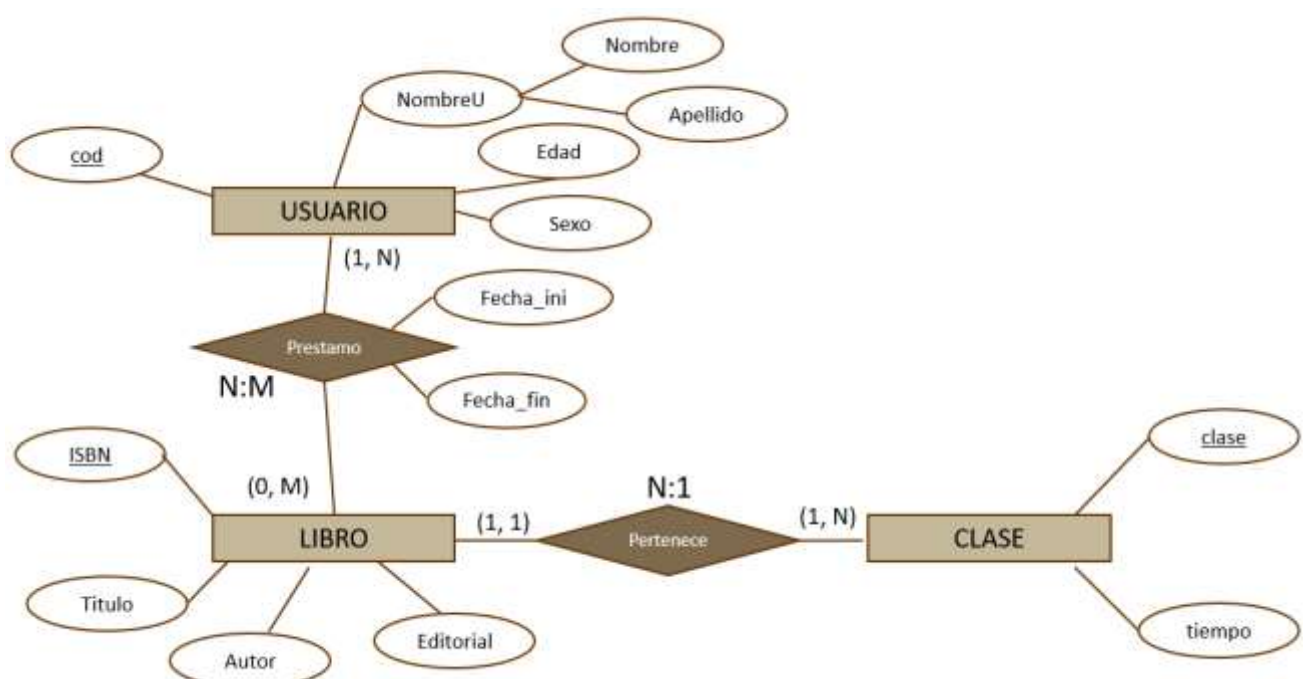 Nombre
NombreU
Apellido
cod
Edad
USUARIO
Sexo
(1, N)
Fecha_ini
Prestamo
N:M
Fecha_fin
ISBN
clase
(0, M)
N:1
(1, 1)
(1, N)
LIBRO
Pertenece
CLASE
Titulo
Editorial
tiempo
Autor